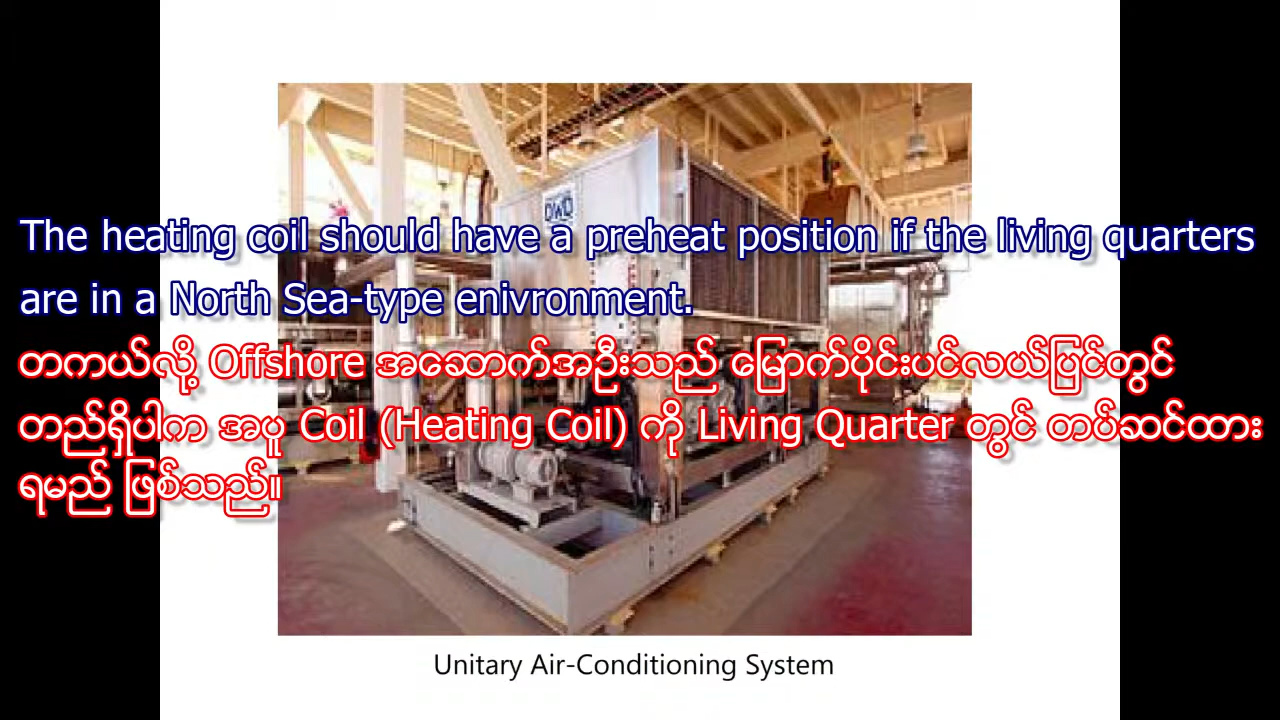 DWD
The heating coil should have a preheat position if the living quarters
are in a North Sea-type enivronment.
တကယ်လို့ Offshore အဆောက်အဦးသည် မြောက်ပိုင်းပင်လယ်ပြင်တွင်
တည်ရှိပါက အပူ Coil (Heating Coil) ကို Living Quarter တွင် တပ်ဆင်ထား
ရမည် ဖြစ်သည်။
Unitary Air-Conditioning System